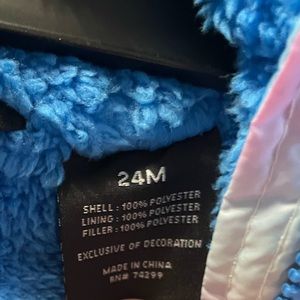 24M
SHELL : 100% POLYESTER
LINING : 100% POLYESTER
FILLER : 100% POLYESTER
EXCLUSIVE OF DECORATION
MADE IN CHINA
RN# 74299